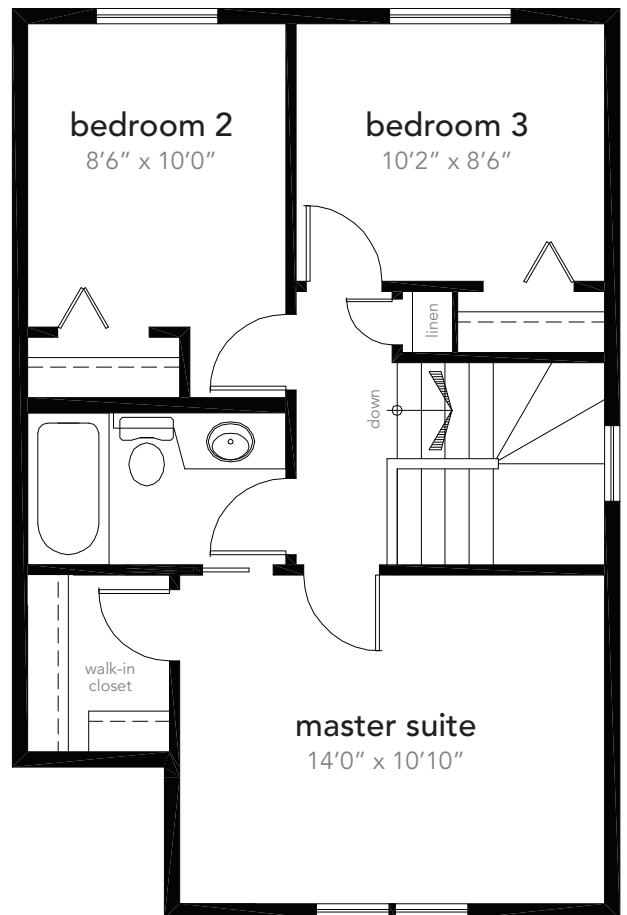 bedroom 2
8’6” x 10’0”
bedroom 3
10’2” x 8’6”
linen
down
walk-in
closet
master suite
14’0” x 10’10”